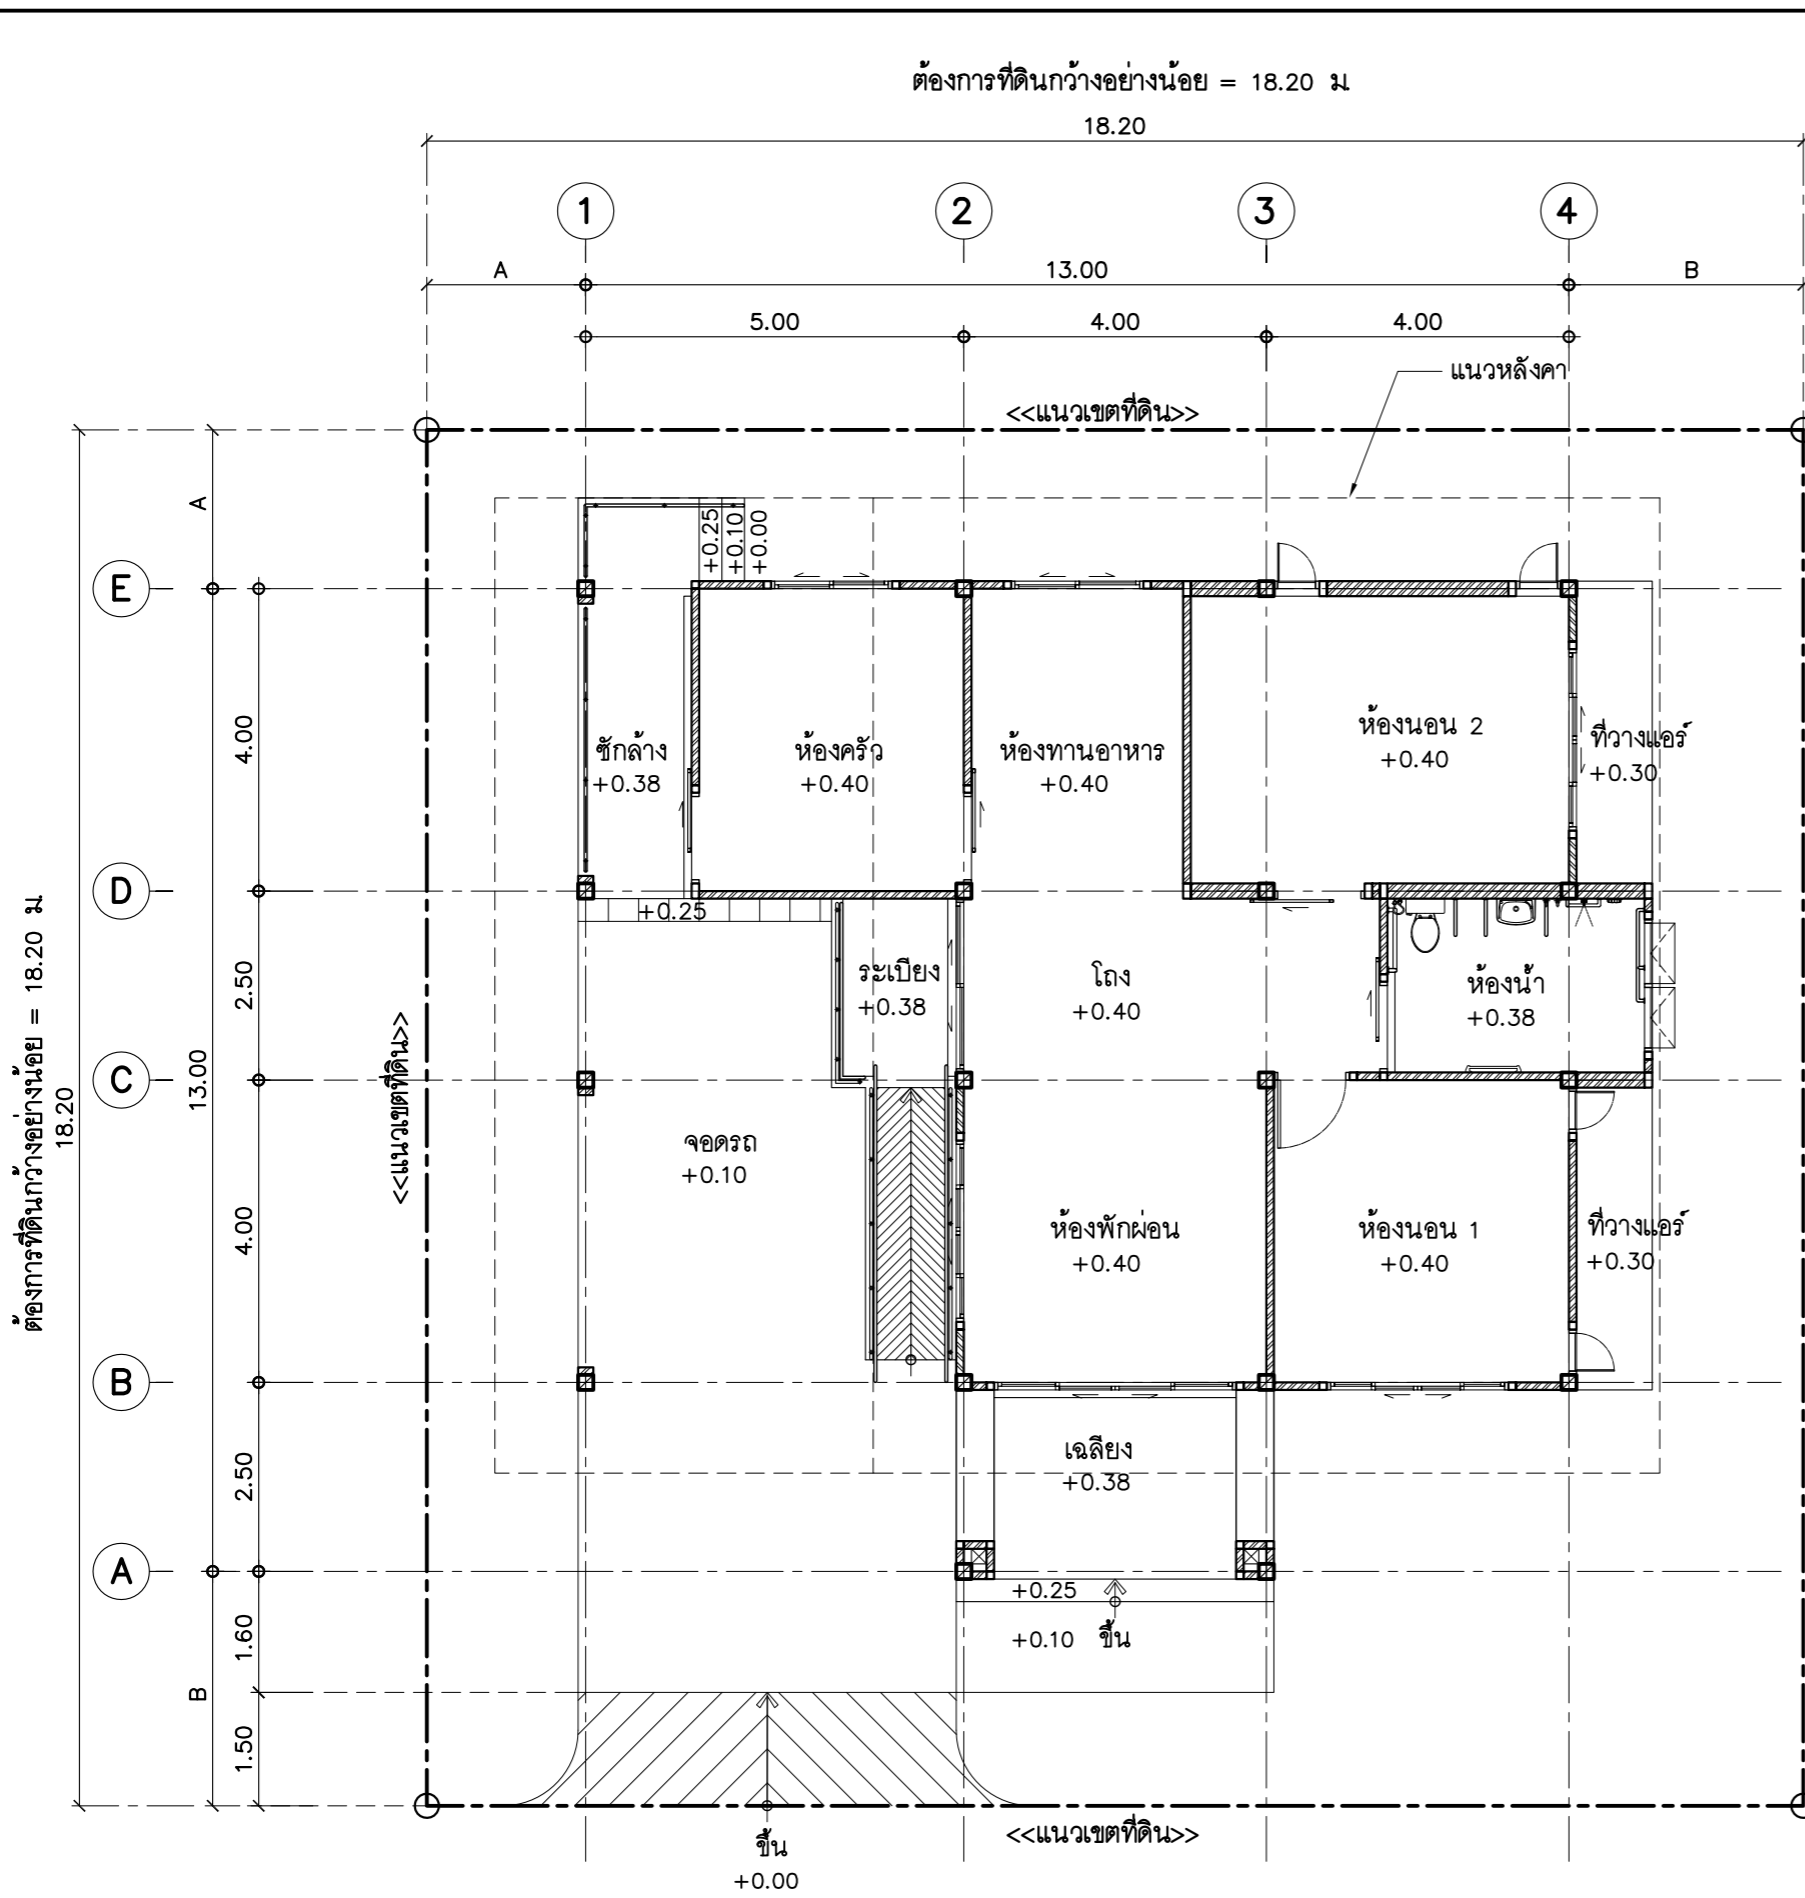 ต้องการที่ดินกว้างอย่างน้อย = 18.20 ม.
18.20
1
2
3
4
A
13.00
B
5.00
4.00
4.00
แนวหลังคา
<<แนวเขตที่ดิน>>
A
+0.25
+0.10
+0.00
E
4.00
ซักล้าง
+0.38
ห้องครัว
+0.40
ห้องทานอาหาร
+0.40
ห้องนอน 2
+0.40
ที่วางแอร์
+0.30
D
+0.25
ต้องการที่ดินกว้างอย่างน้อย = 18.20 ม.
18.20
13.00
2.50
<<แนวเขตที่ดิน>>
ระเบียง
+0.38
โถง
+0.40
ห้องน้ำ
+0.38
C
4.00
จอดรถ
+0.10
ห้องพักผ่อน
+0.40
ห้องนอน 1
+0.40
ที่วางแอร์
+0.30
B
2.50
เฉลียง
+0.38
A
+0.25
1.60
+0.10 ขึ้น
B
1.50
<<แนวเขตที่ดิน>>
ขึ้น
+0.00